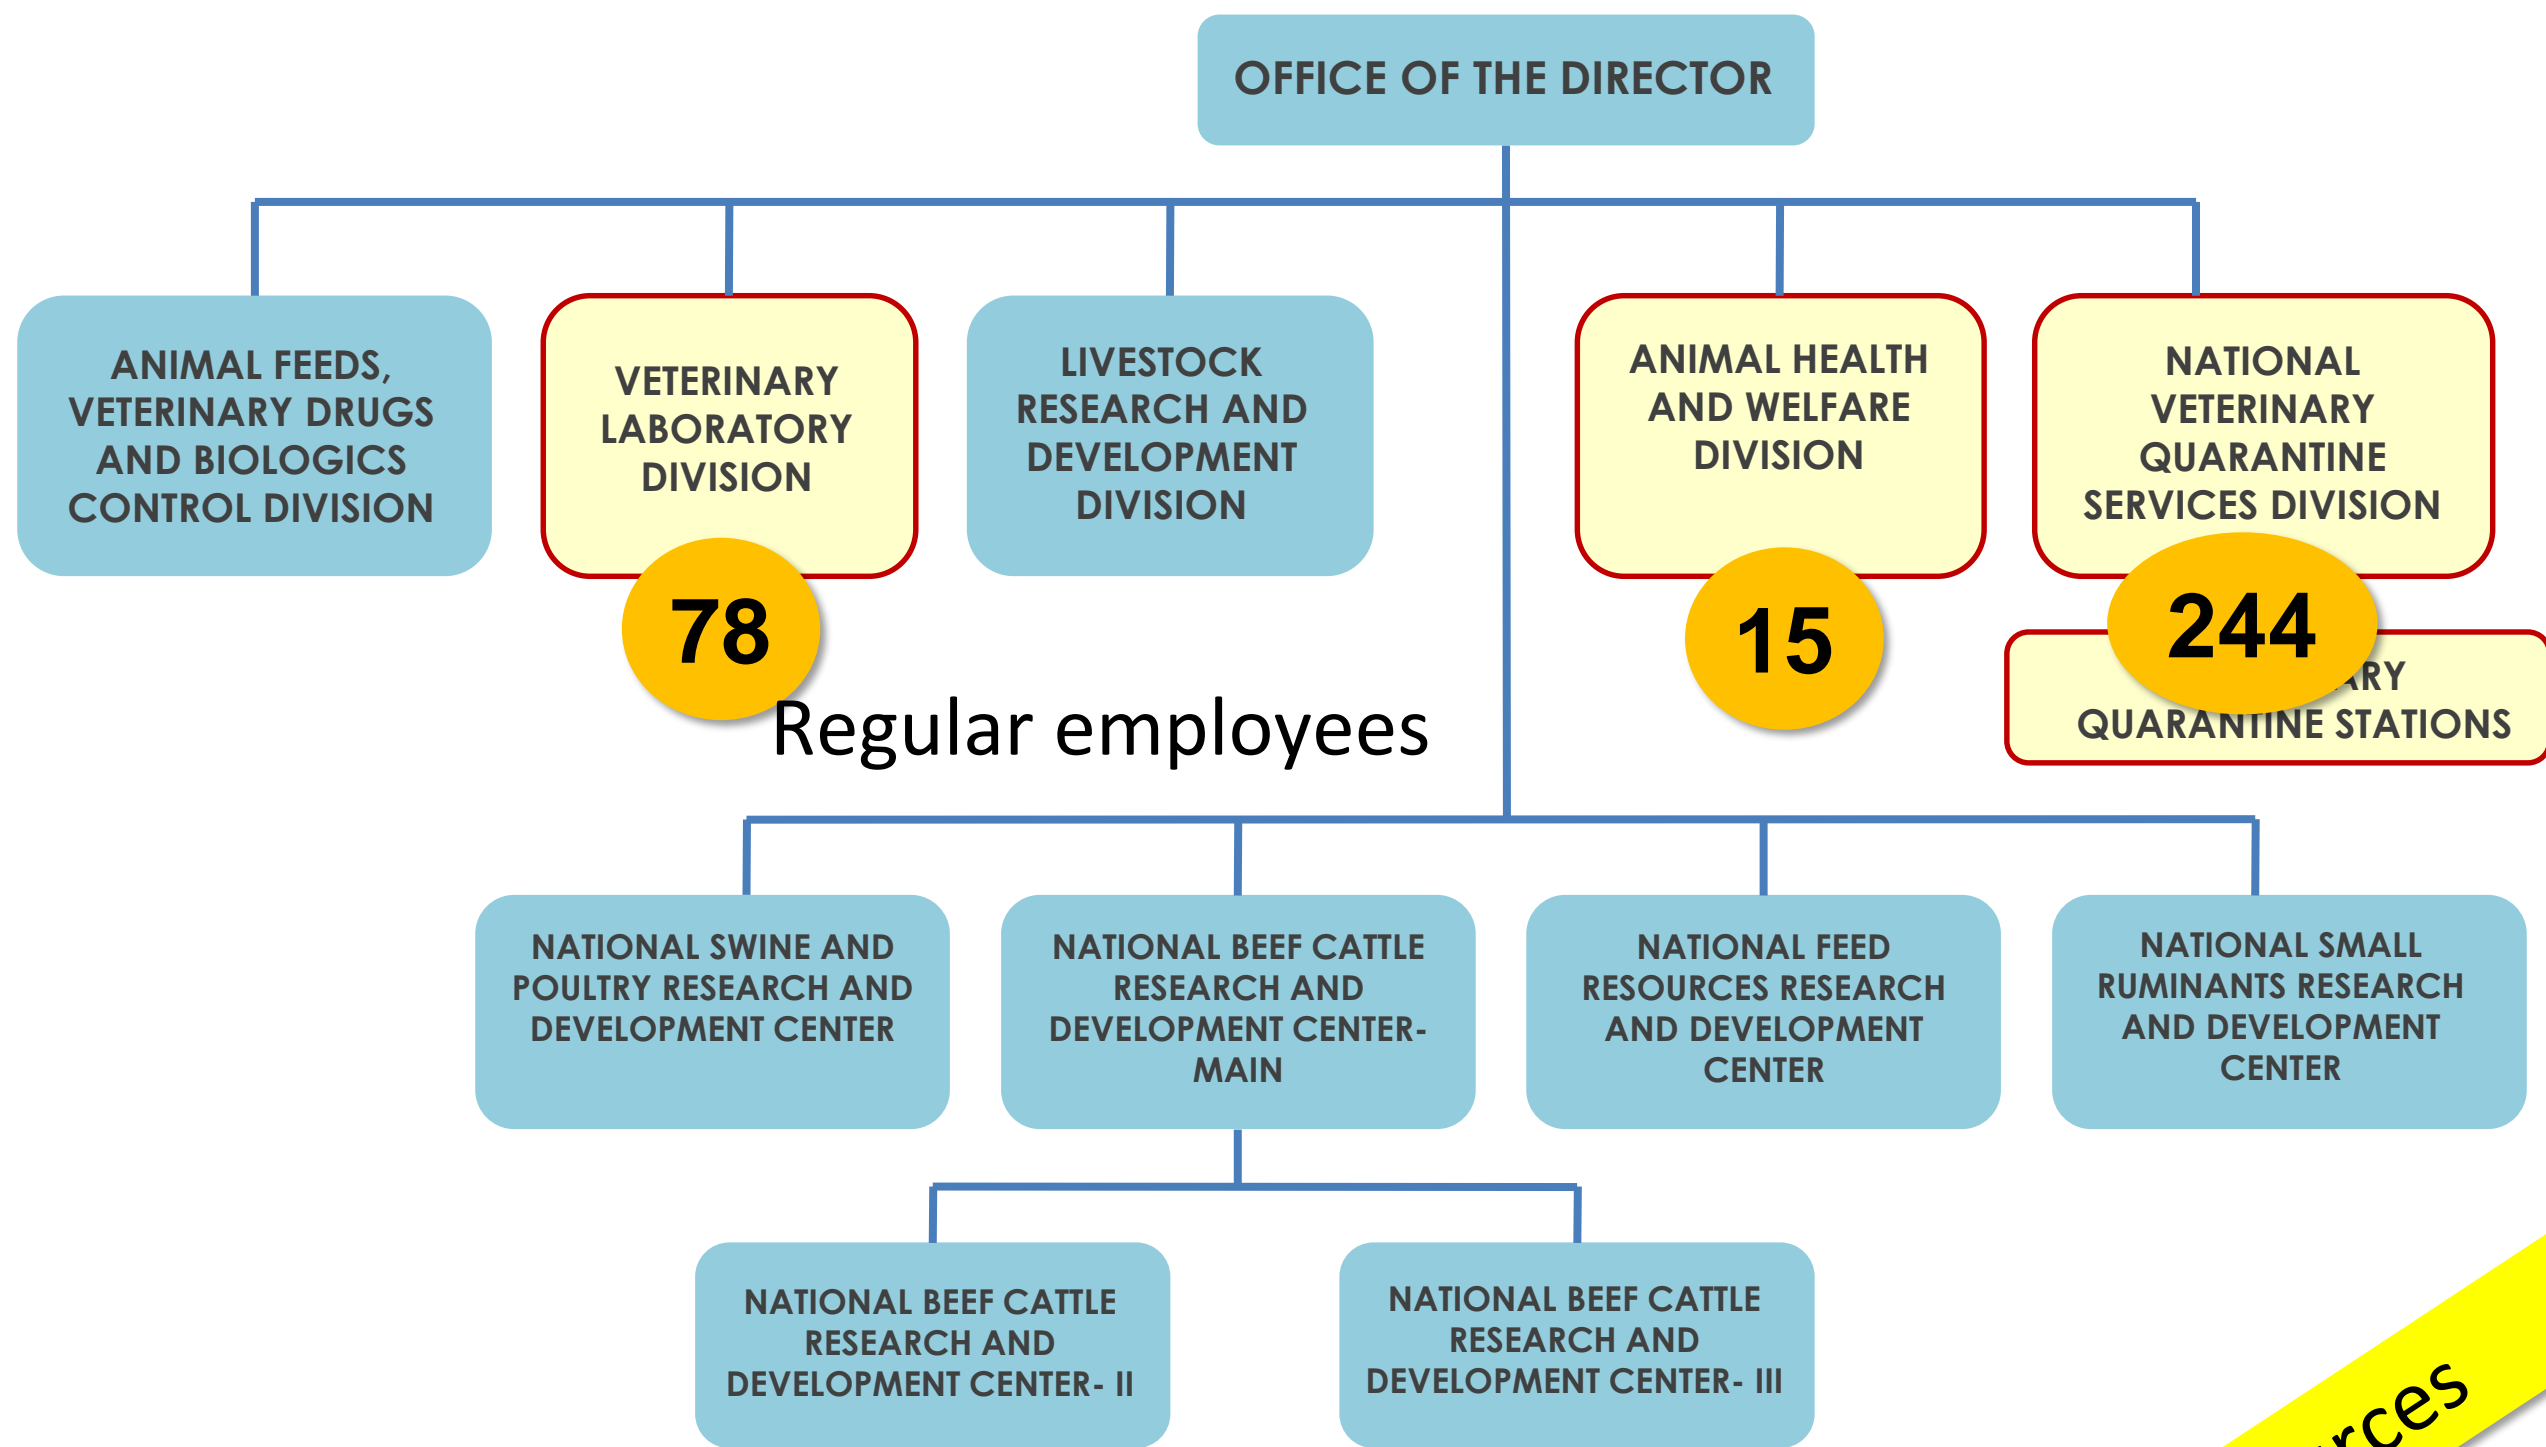 OFFICE OF THE DIRECTOR
ANIMAL FEEDS,
VETERINARY DRUGS
AND BIOLOGICS
CONTROL DIVISION
VETERINARY
LABORATORY
DIVISION
LIVESTOCK
RESEARCH AND
DEVELOPMENT
DIVISION
ANIMAL HEALTH
AND WELFARE
DIVISION
NATIONAL
VETERINARY
QUARANTINE
SERVICES DIVISION
78
15
244
QUARANTINE STATIONS
Regular employees
NATIONAL SWINE AND
POULTRY RESEARCH AND
DEVELOPMENT CENTER
NATIONAL BEEF CATTLE
RESEARCH AND
DEVELOPMENT CENTER-
MAIN
NATIONAL FEED
RESOURCES RESEARCH
AND DEVELOPMENT
CENTER
NATIONAL SMALL
RUMINANTS RESEARCH
AND DEVELOPMENT
CENTER
NATIONAL BEEF CATTLE
RESEARCH AND
DEVELOPMENT CENTER- II
NATIONAL BEEF CATTLE
RESEARCH AND
DEVELOPMENT CENTER- III